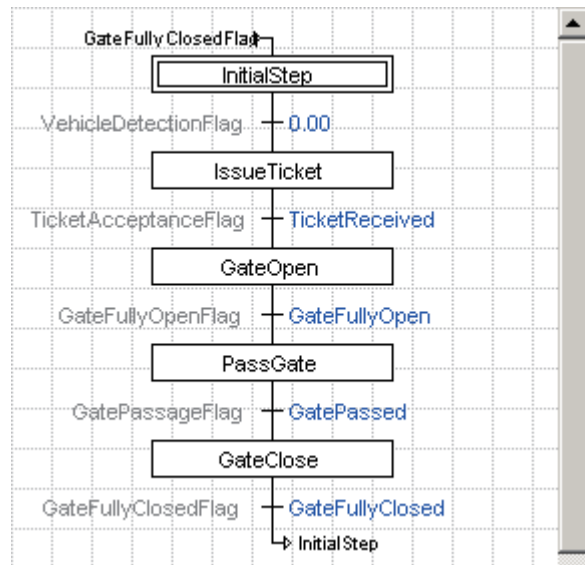 GateFullyClosedFlag
InitialStep
VehicleDetectionFlag 0.00
IssueTicket
TicketAcceptanceFlag TicketReceived
GateOpen
GateFullyOpenFlag GateFullyOpen
PassGate
GatePassageFlag GatePassed
GateClose
GateFullyClosedFlag GateFullyClosed
InitialStep